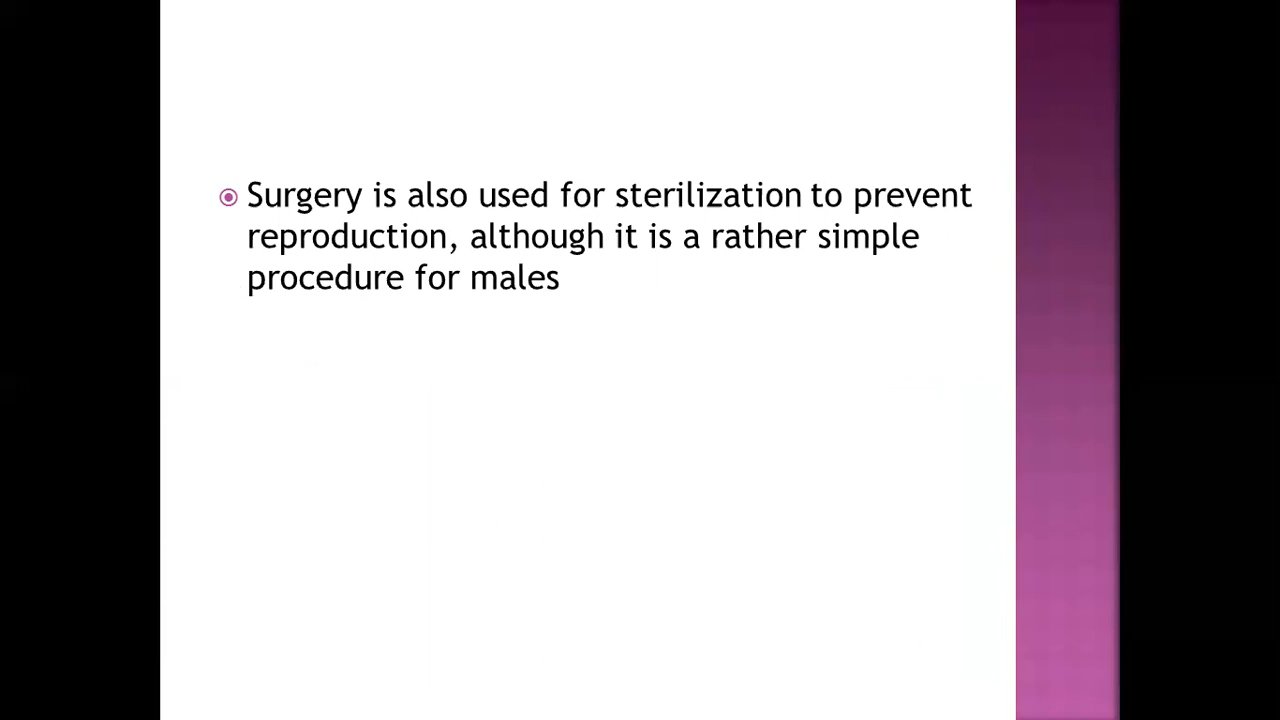 Surgery is also used for sterilization to prevent
reproduction, although it is a rather simple
procedure for males